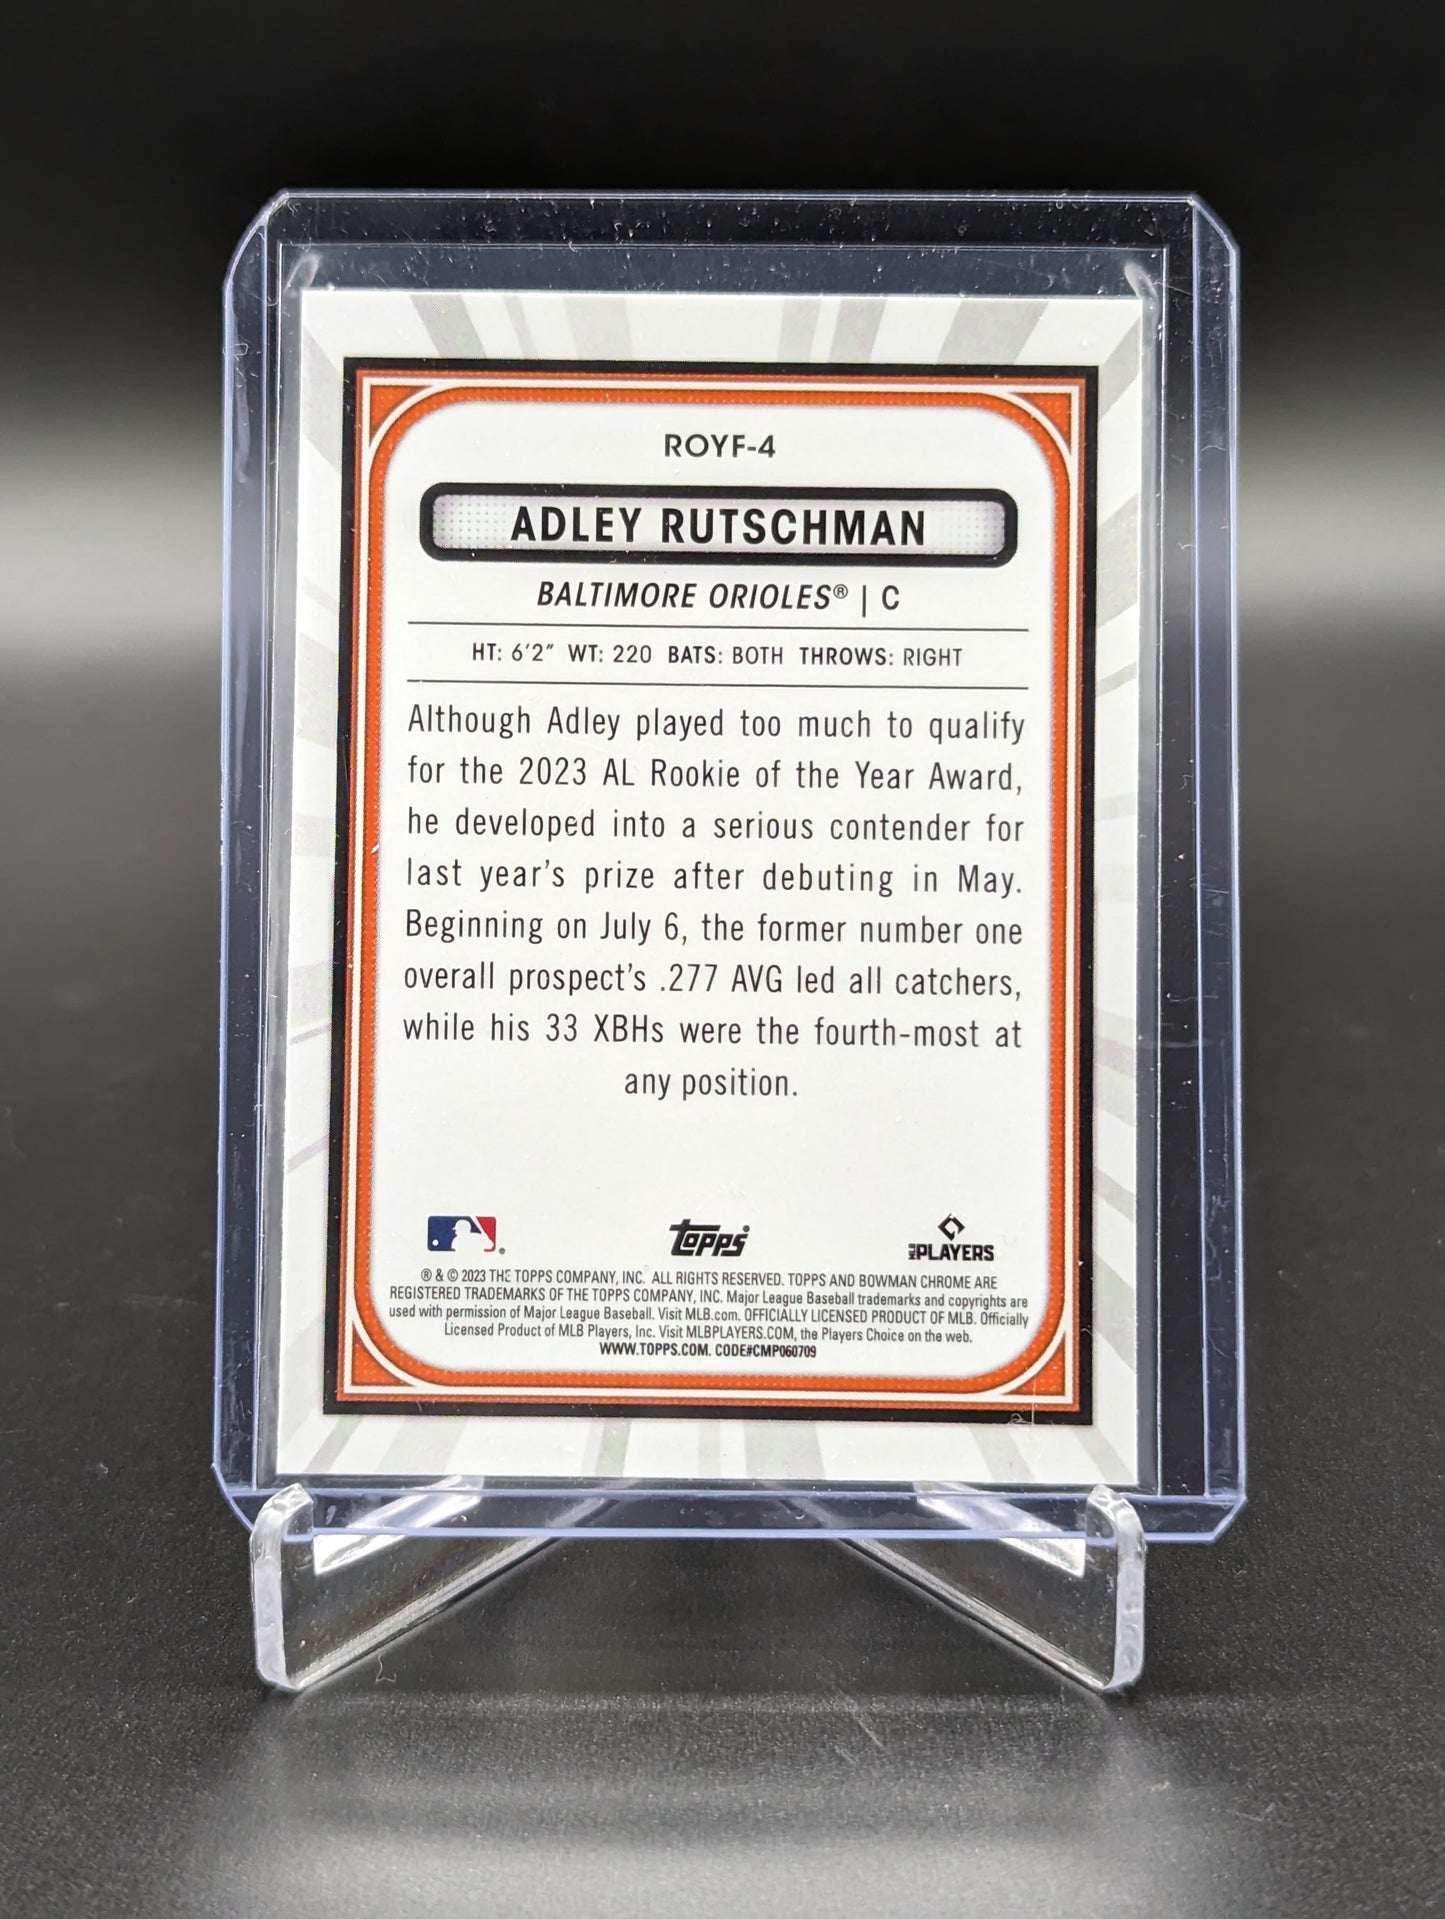 ROYF-4
ADLEY RUTSCHMAN
BALTIMORE ORIOLES® | C
HT: 6'2" WT: 220 BATS: BOTH THROWS: RIGHT
Although Adley played too much to qualify
for the 2023 AL Rookie of the Year Award,
he developed into a serious contender for
last year's prize after debuting in May.
Beginning on July 6, the former number one
overall prospect's .277 AVG led all catchers,
while his 33 XBHs were the fourth-most at
any position.
® topps MLB PLAYERS
® & © 2023 THE TOPPS COMPANY, INC. ALL RIGHTS RESERVED. TOPPS AND BOWMAN CHROME ARE
REGISTERED TRADEMARKS OF THE TOPPS COMPANY, INC. Major League Baseball trademarks and copyrights are
used with permission of Major League Baseball. Visit MLB.com. OFFICIALLY LICENSED PRODUCT OF MLB. Officially
Licensed Product of MLB Players, Inc. Visit MLBPLAYERS.COM, the Players Choice on the web.
WWW.TOPPS.COM. CODE#CMP060709